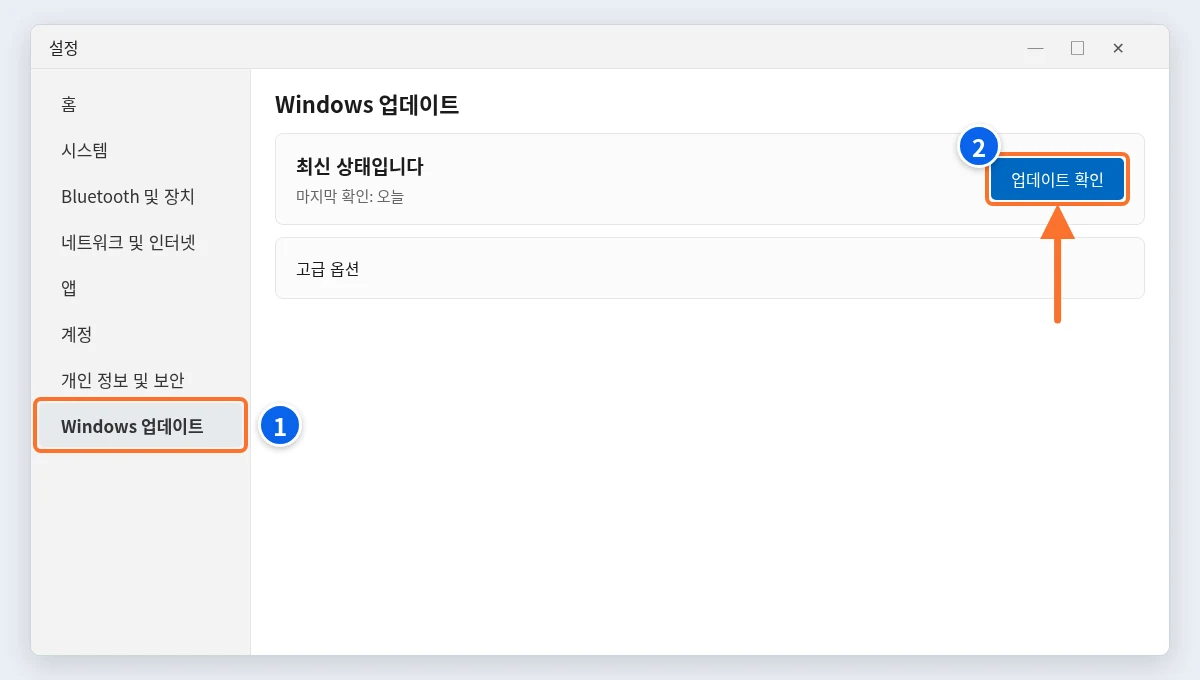 설정
홈
시스템
Bluetooth 및 장치
네트워크 및 인터넷
앱
계정
개인 정보 및 보안
Windows 업데이트
1
Windows 업데이트
최신 상태입니다
마지막 확인: 오늘
2
업데이트 확인
고급 옵션